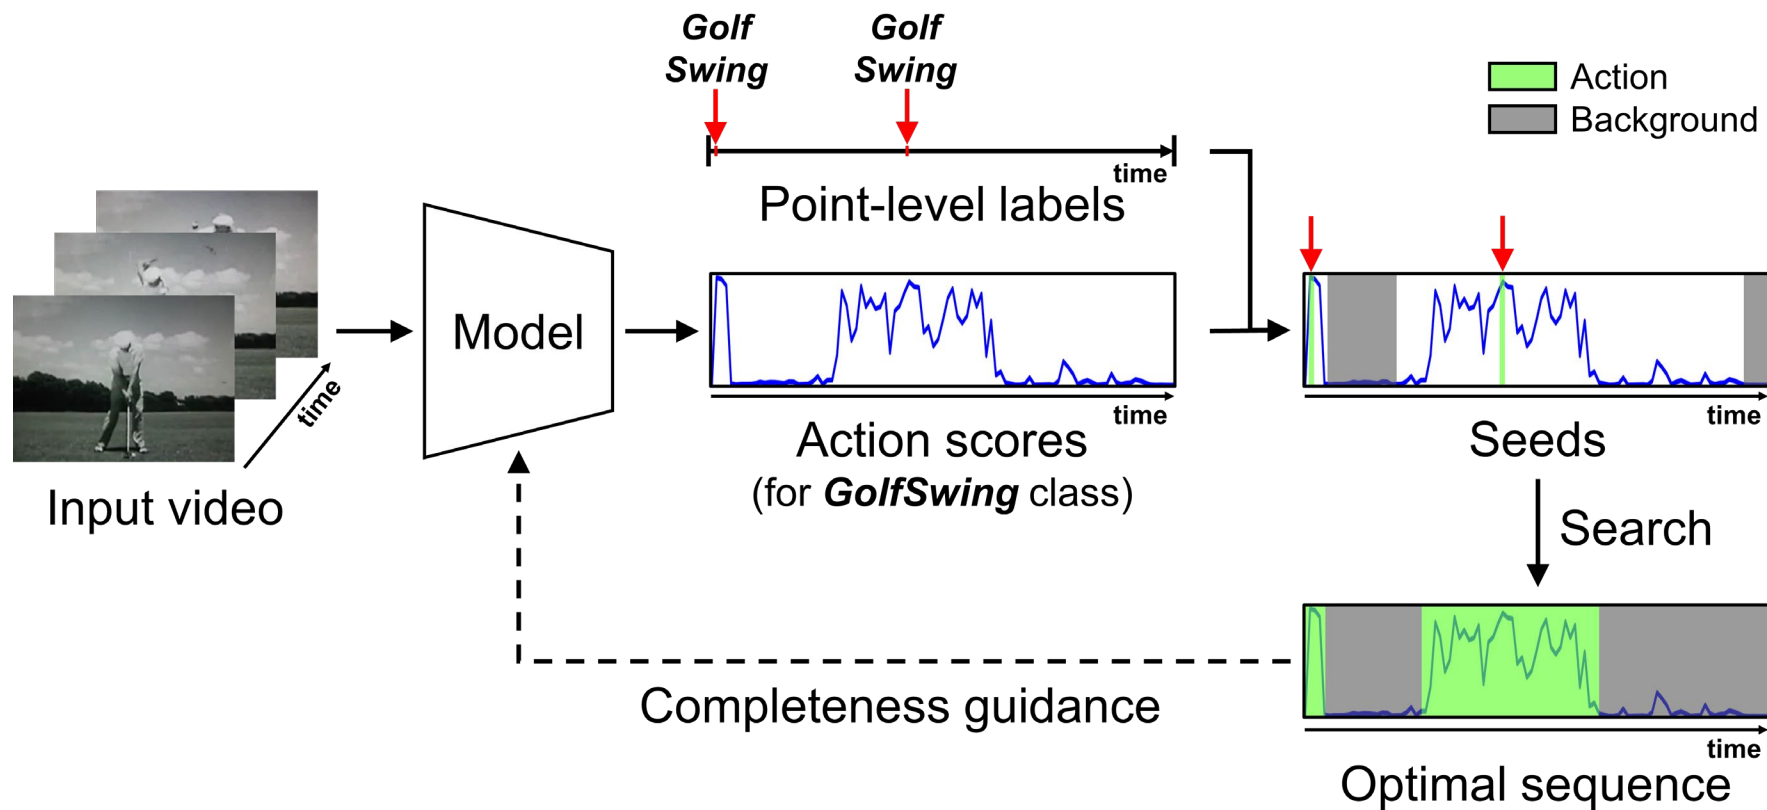 Golf
Swing
Golf
Swing
Action
Background
time
Point-level labels
time
Input video
Model
time
Action scores
(for GolfSwing class)
time
Seeds
Search
Completeness guidance
time
Optimal sequence